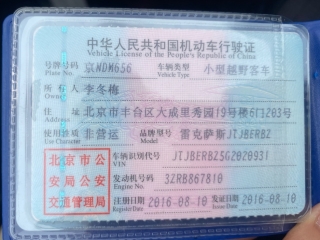 中华人民共和国机动车行驶证
Vehicle License of the People's Republic of China
号牌号码 京NDM656 车辆类型 小型越野客车
Plate No. Vehicle Type
所有人 李冬梅
Owner
住址 北京市丰台区大成里秀园19号楼6门3203号
Address
使用性质 非营运 品牌型号 雷克萨斯JTJBERBZ
Use Character Model
北京市公 车辆识别代号 JTJBERBZ5G2020931
VIN
安局公安 发动机号码 3ZRB867810
Engine No.
交通管理局 注册日期 2016-08-10 发证日期 2016-08-10
Register Date Issue Date